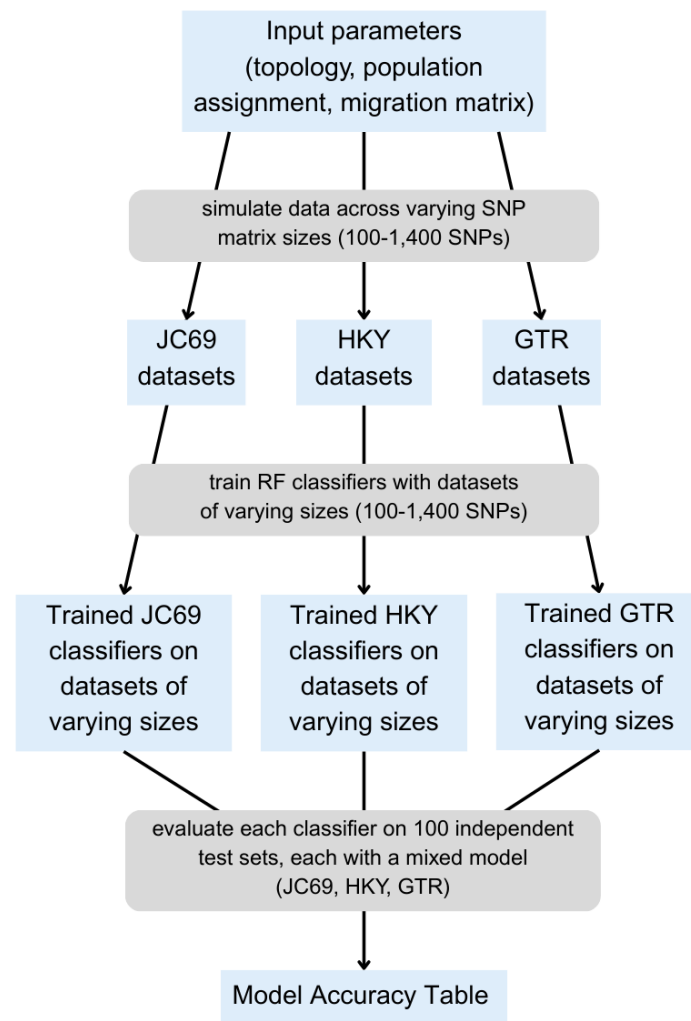 Input parameters
(topology, population
assignment, migration matrix)
simulate data across varying SNP
matrix sizes (100-1,400 SNPs)
JC69
datasets
HKY
datasets
GTR
datasets
train RF classifiers with datasets
of varying sizes (100-1,400 SNPs)
Trained JC69
classifiers on
datasets of
varying sizes
Trained HKY
classifiers on
datasets of
varying sizes
Trained GTR
classifiers on
datasets of
varying sizes
evaluate each classifier on 100 independent
test sets, each with a mixed model
(JC69, HKY, GTR)
Model Accuracy Table